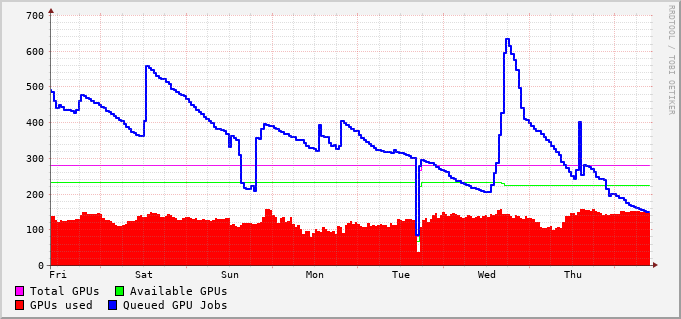 700
600
500
400
300
200
100
0
Fri Sat Sun Mon Tue Wed Thu
Total GPUs Available GPUs
GPUs used Queued GPU Jobs
RRDTOOL / TOBI OETIKER